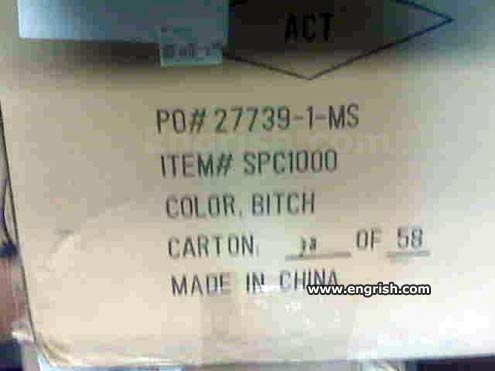 ACT
PO# 27739-1-MS
ITEM# SPC1000
COLOR, BITCH
CARTON, OF 58
MADE IN CHINA
www.engrish.com